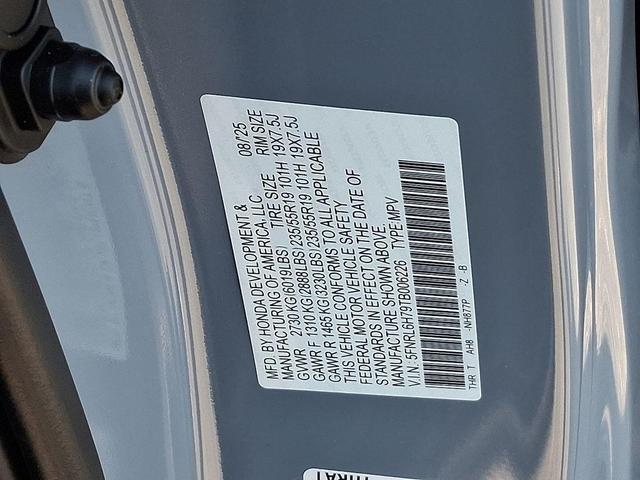 MFD. BY HONDA DEVELOPMENT &
MANUFACTURING OF AMERICA, LLC 08/25
GVWR 2730 KG(6019LBS) TIRE SIZE RIM SIZE
GAWR F 1310 KG(2888LBS) 235/55R19 101H 19X7.5J
GAWR R 1465 KG(3230LBS) 235/55R19 101H 19X7.5J
THIS VEHICLE CONFORMS TO ALL APPLICABLE
FEDERAL MOTOR VEHICLE SAFETY
STANDARDS IN EFFECT ON THE DATE OF
MANUFACTURE SHOWN ABOVE.
V.I.N.: 5FNRL6H79TB006226 TYPE:MPV
THR T AH8 -NH877P -Z -B